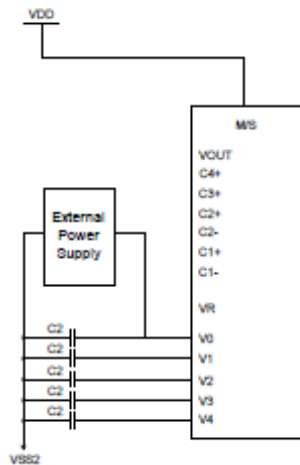 VDD
M/S
VOUT
C4+
C3+
C2+
C2-
C1+
C1-
VR
External
Power
Supply
C2
V0
C2
V1
C2
V2
C2
V3
C2
V4
VSS2